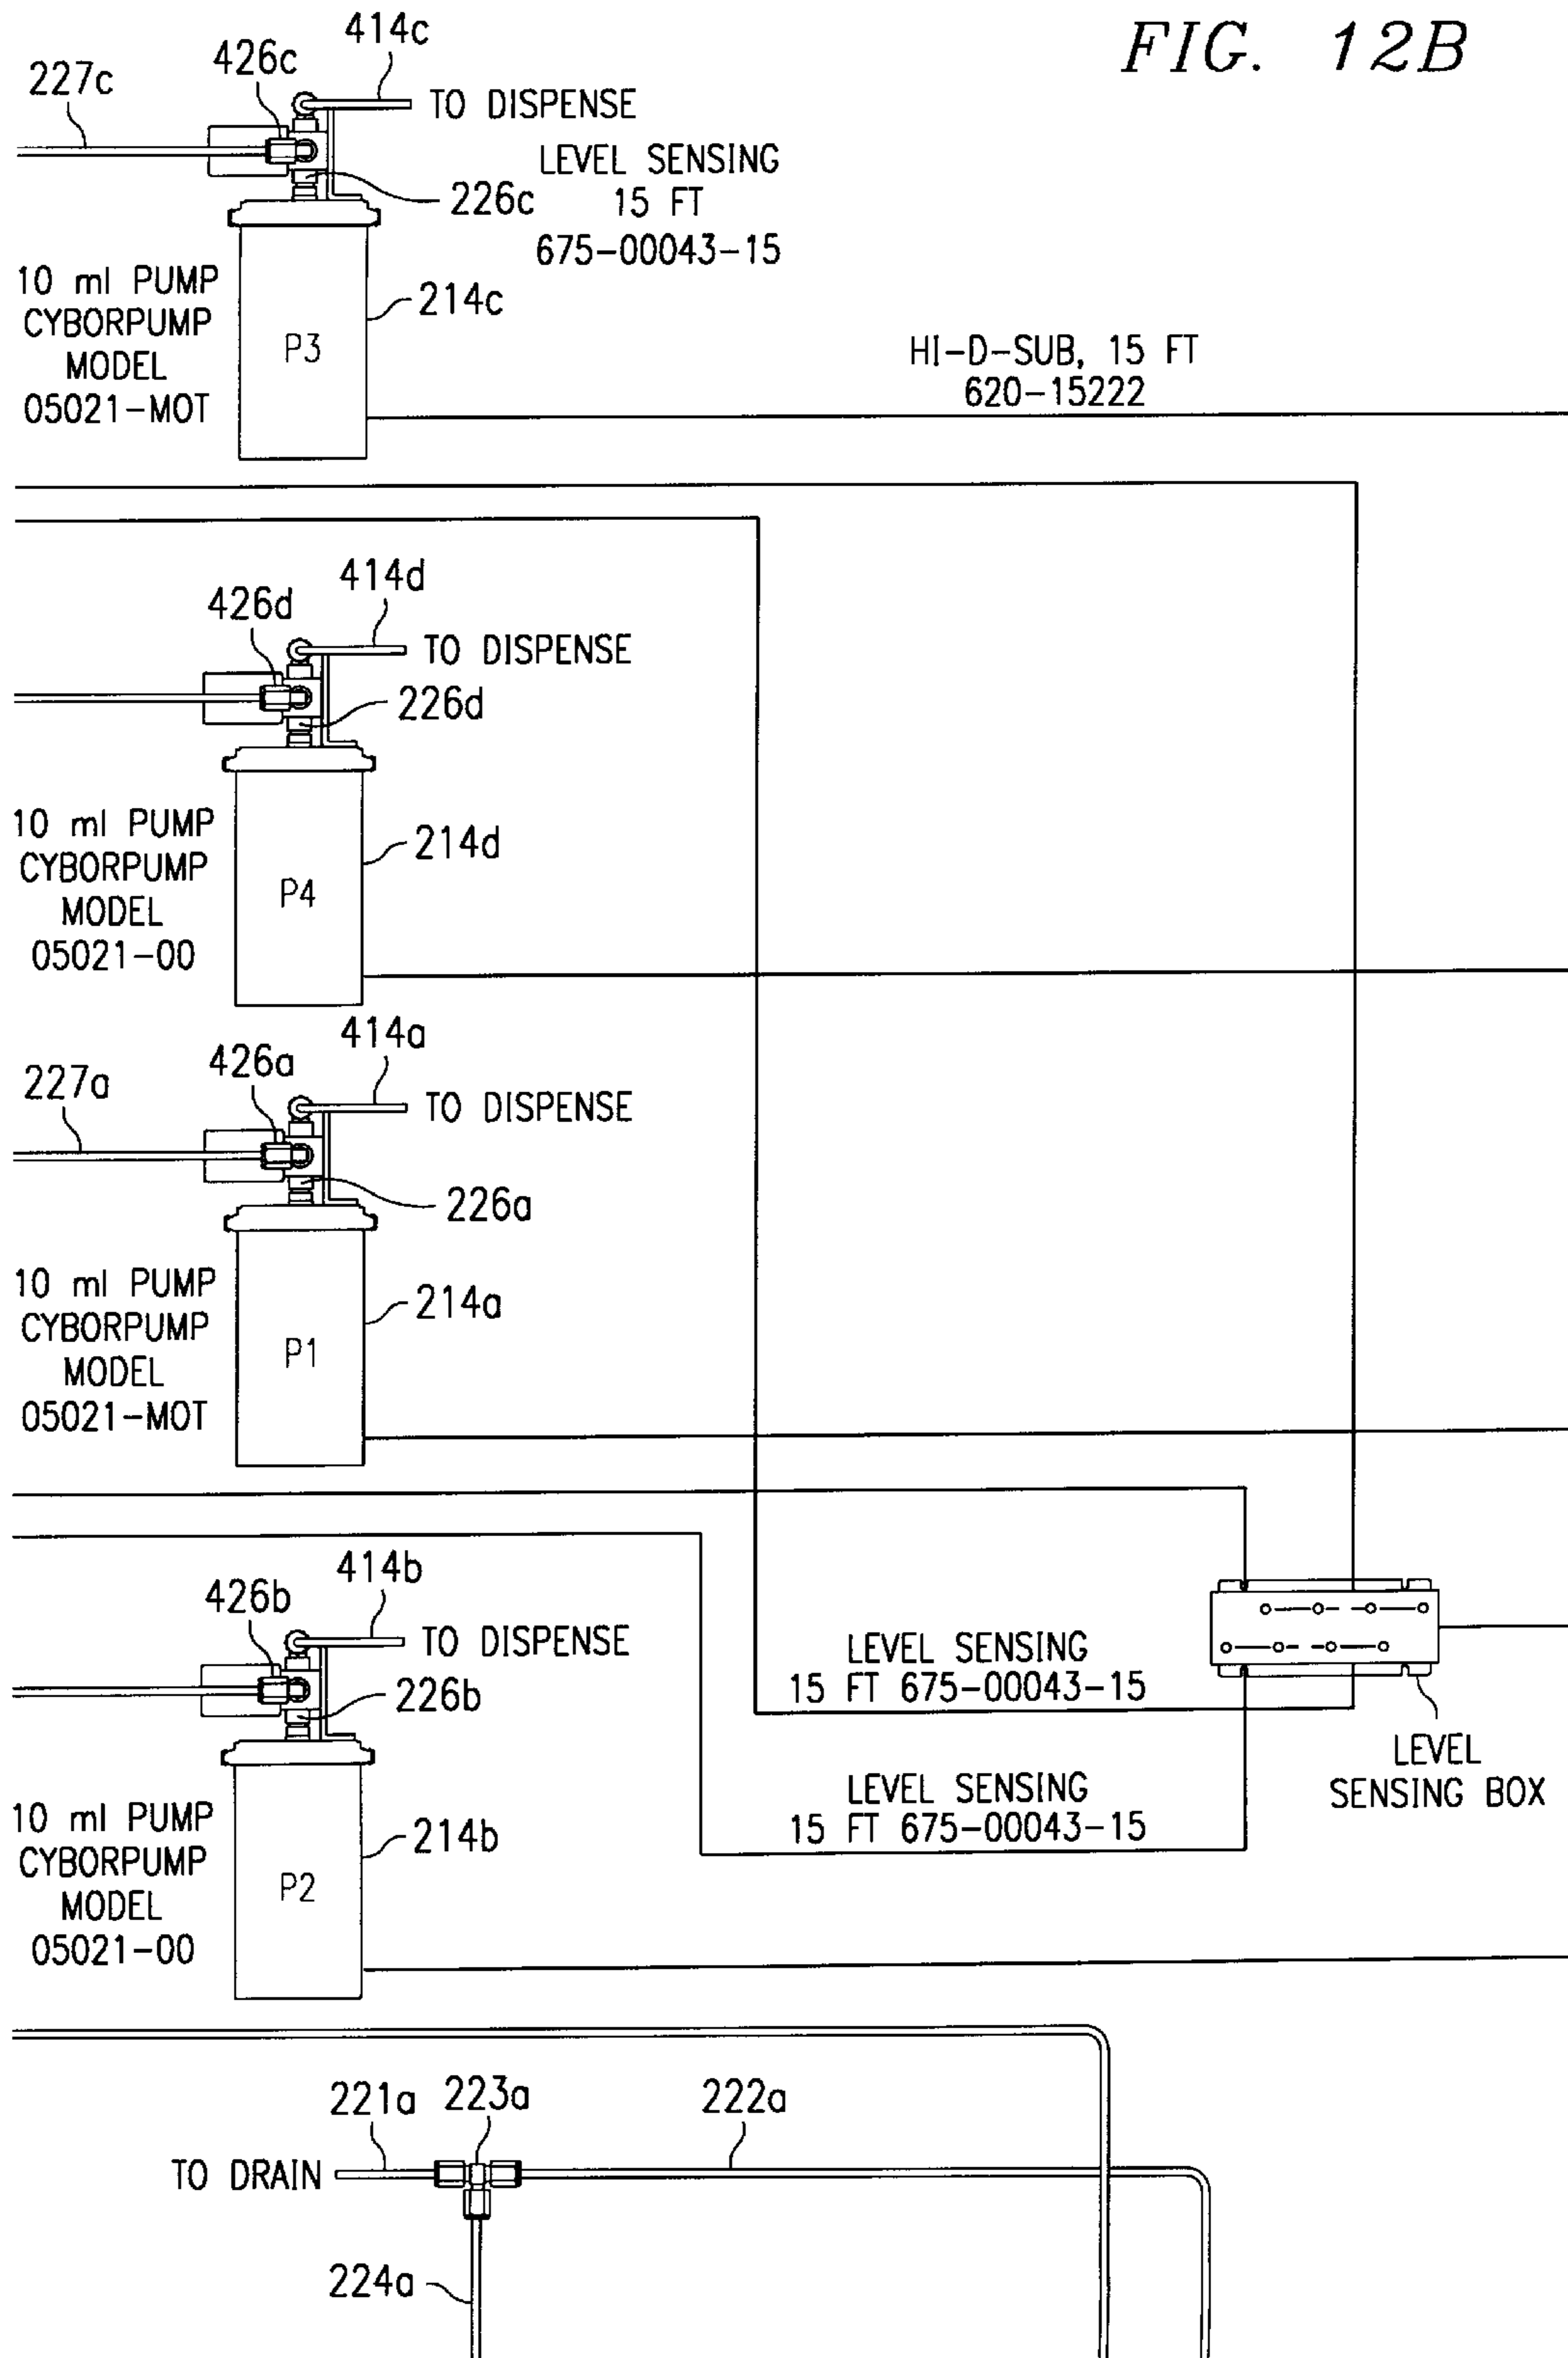 FIG. 12B
414c
426c
227c
TO DISPENSE
LEVEL SENSING
15 FT
675-00043-15
226c
10 ml PUMP
CYBORPUMP
MODEL
05021-MOT
P3
214c
HI-D-SUB, 15 FT
620-15222
414d
426d
TO DISPENSE
226d
10 ml PUMP
CYBORPUMP
MODEL
05021-00
P4
214d
414a
426a
227a
TO DISPENSE
226a
10 ml PUMP
CYBORPUMP
MODEL
05021-MOT
P1
214a
414b
426b
TO DISPENSE
226b
LEVEL SENSING
15 FT 675-00043-15
LEVEL
SENSING BOX
LEVEL SENSING
15 FT 675-00043-15
10 ml PUMP
CYBORPUMP
MODEL
05021-00
P2
214b
221a
223a
222a
TO DRAIN
224a